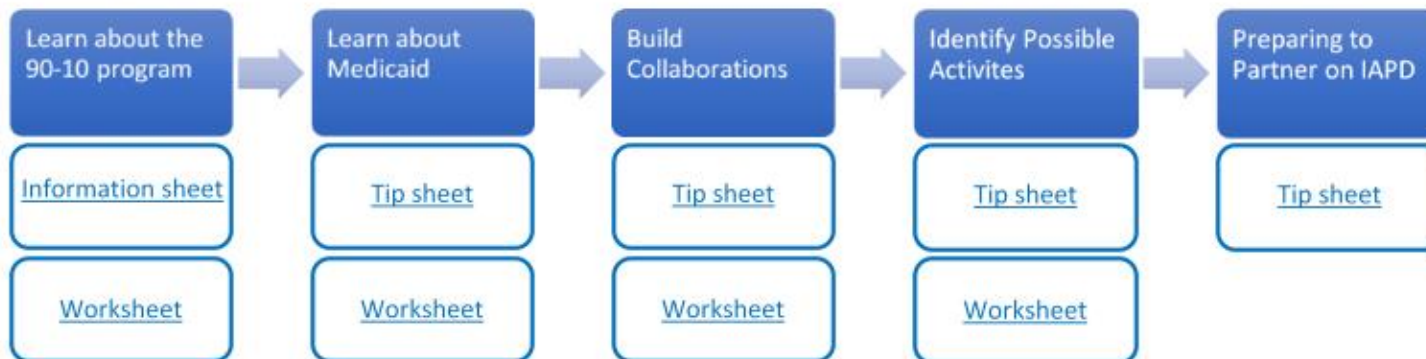 Learn about the
90-10 program
Learn about
Medicaid
Build
Collaborations
Identify Possible
Activites
Preparing to
Partner on IAPD
Information sheet
Tip sheet
Tip sheet
Tip sheet
Tip sheet
Worksheet
Worksheet
Worksheet
Worksheet